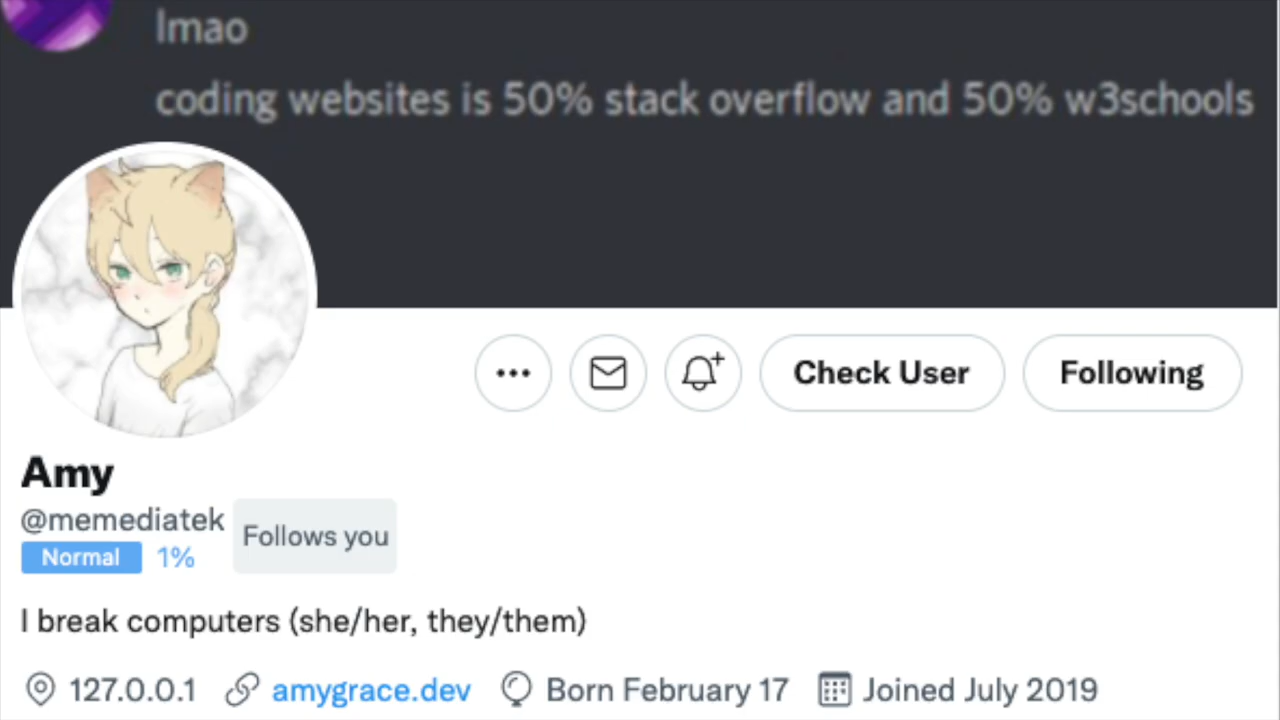 lmao
coding websites is 50% stack overflow and 50% w3schools
Check User Following
Amy
@memediatek Follows you
Normal 1%
I break computers (she/her, they/them)
127.0.0.1 amygrace.dev Born February 17 Joined July 2019